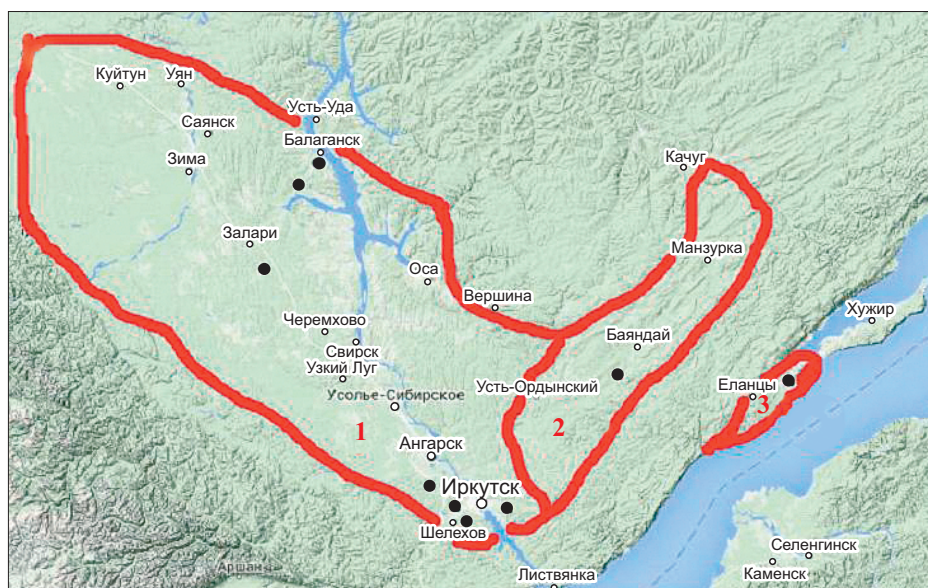 Куйтун
Уян
Саянск
Усть-Уда
Балаганск
Зима
Качуг
Залари
Манзурка
Оса
Вершина
Хужир
Черемхово
Баяндай
Свирск
Узкий Луг
Усть-Ордынский
Еланцы
Усолье-Сибирское
1
2
3
Ангарск
Иркутск
Шелехов
Листвянка
Селенгинск
Каменск